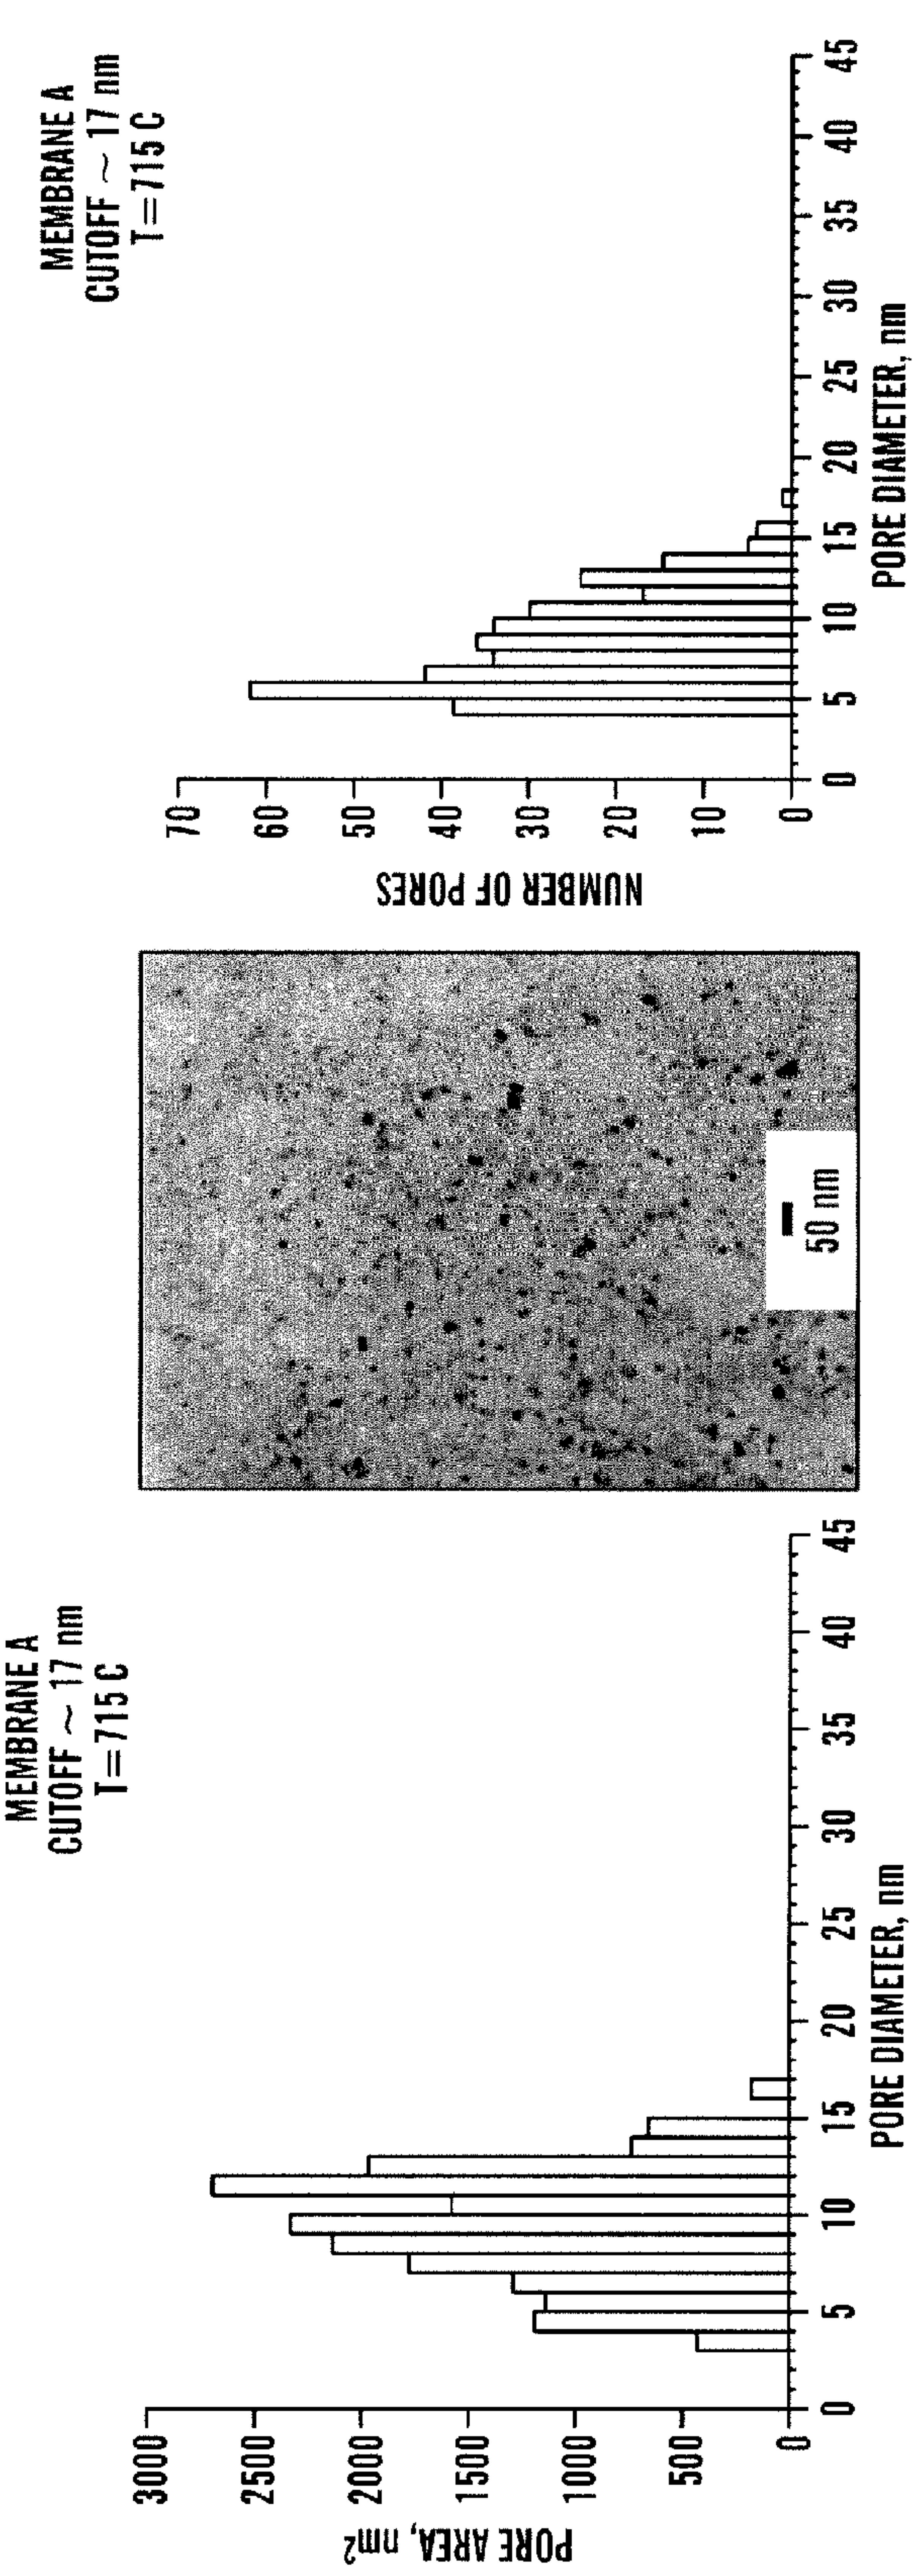 MEMBRANE A
CUTOFF ~ 17 nm
T=715 C
PORE AREA, nm²
3000
2500
2000
1500
1000
500
0
0 5 10 15 20 25 30 35 40 45
PORE DIAMETER, nm
50 nm
MEMBRANE A
CUTOFF ~ 17 nm
T=715 C
NUMBER OF PORES
70
60
50
40
30
20
10
0
0 5 10 15 20 25 30 35 40 45
PORE DIAMETER, nm